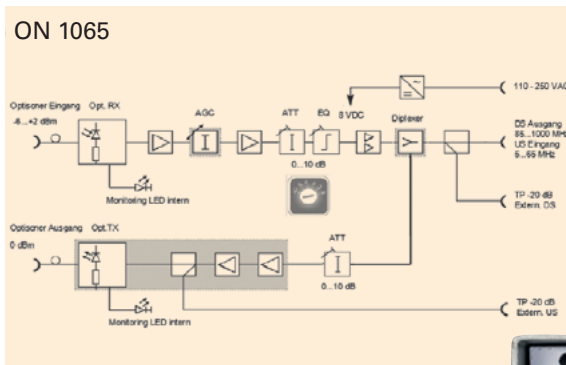 ON 1065
110 - 250 VAC
Optisoner Eingang Opt. RX
-6...+2 dBm
AGC
ATT
EQ
8 VDC
Diplexer
DS Ausgang
85...1000 MHz
US Eingang
5...65 MHz
0...10 dB
Monitoring LED intern
TP -20 dB
Extern. DS
Optisoner Ausgang Opt.TX
0 dBm
ATT
0...10 dB
Monitoring LED intern
TP -20 dB
Extern. US